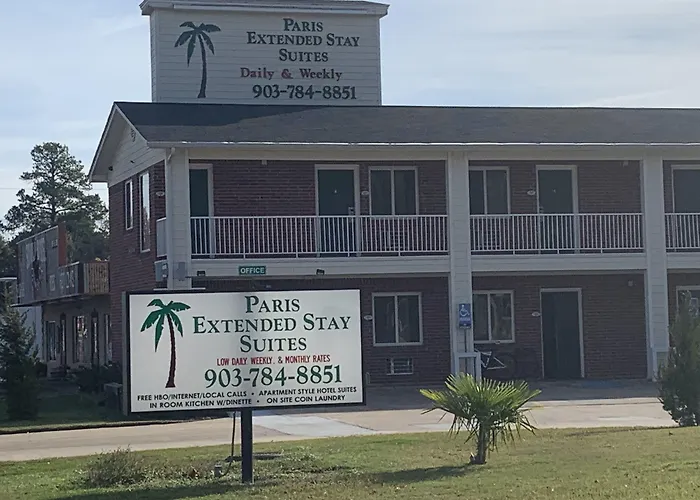 Paris
Extended Stay
Suites
Daily & Weekly
903-784-8851
OFFICE
Paris
Extended Stay
Suites
LOW DAILY, WEEKLY, & MONTHLY RATES
903-784-8851
FREE HBO/INTERNET/LOCAL CALLS • APARTMENT STYLE HOTEL SUITES
IN ROOM KITCHEN W/DINETTE • ON SITE COIN LAUNDRY